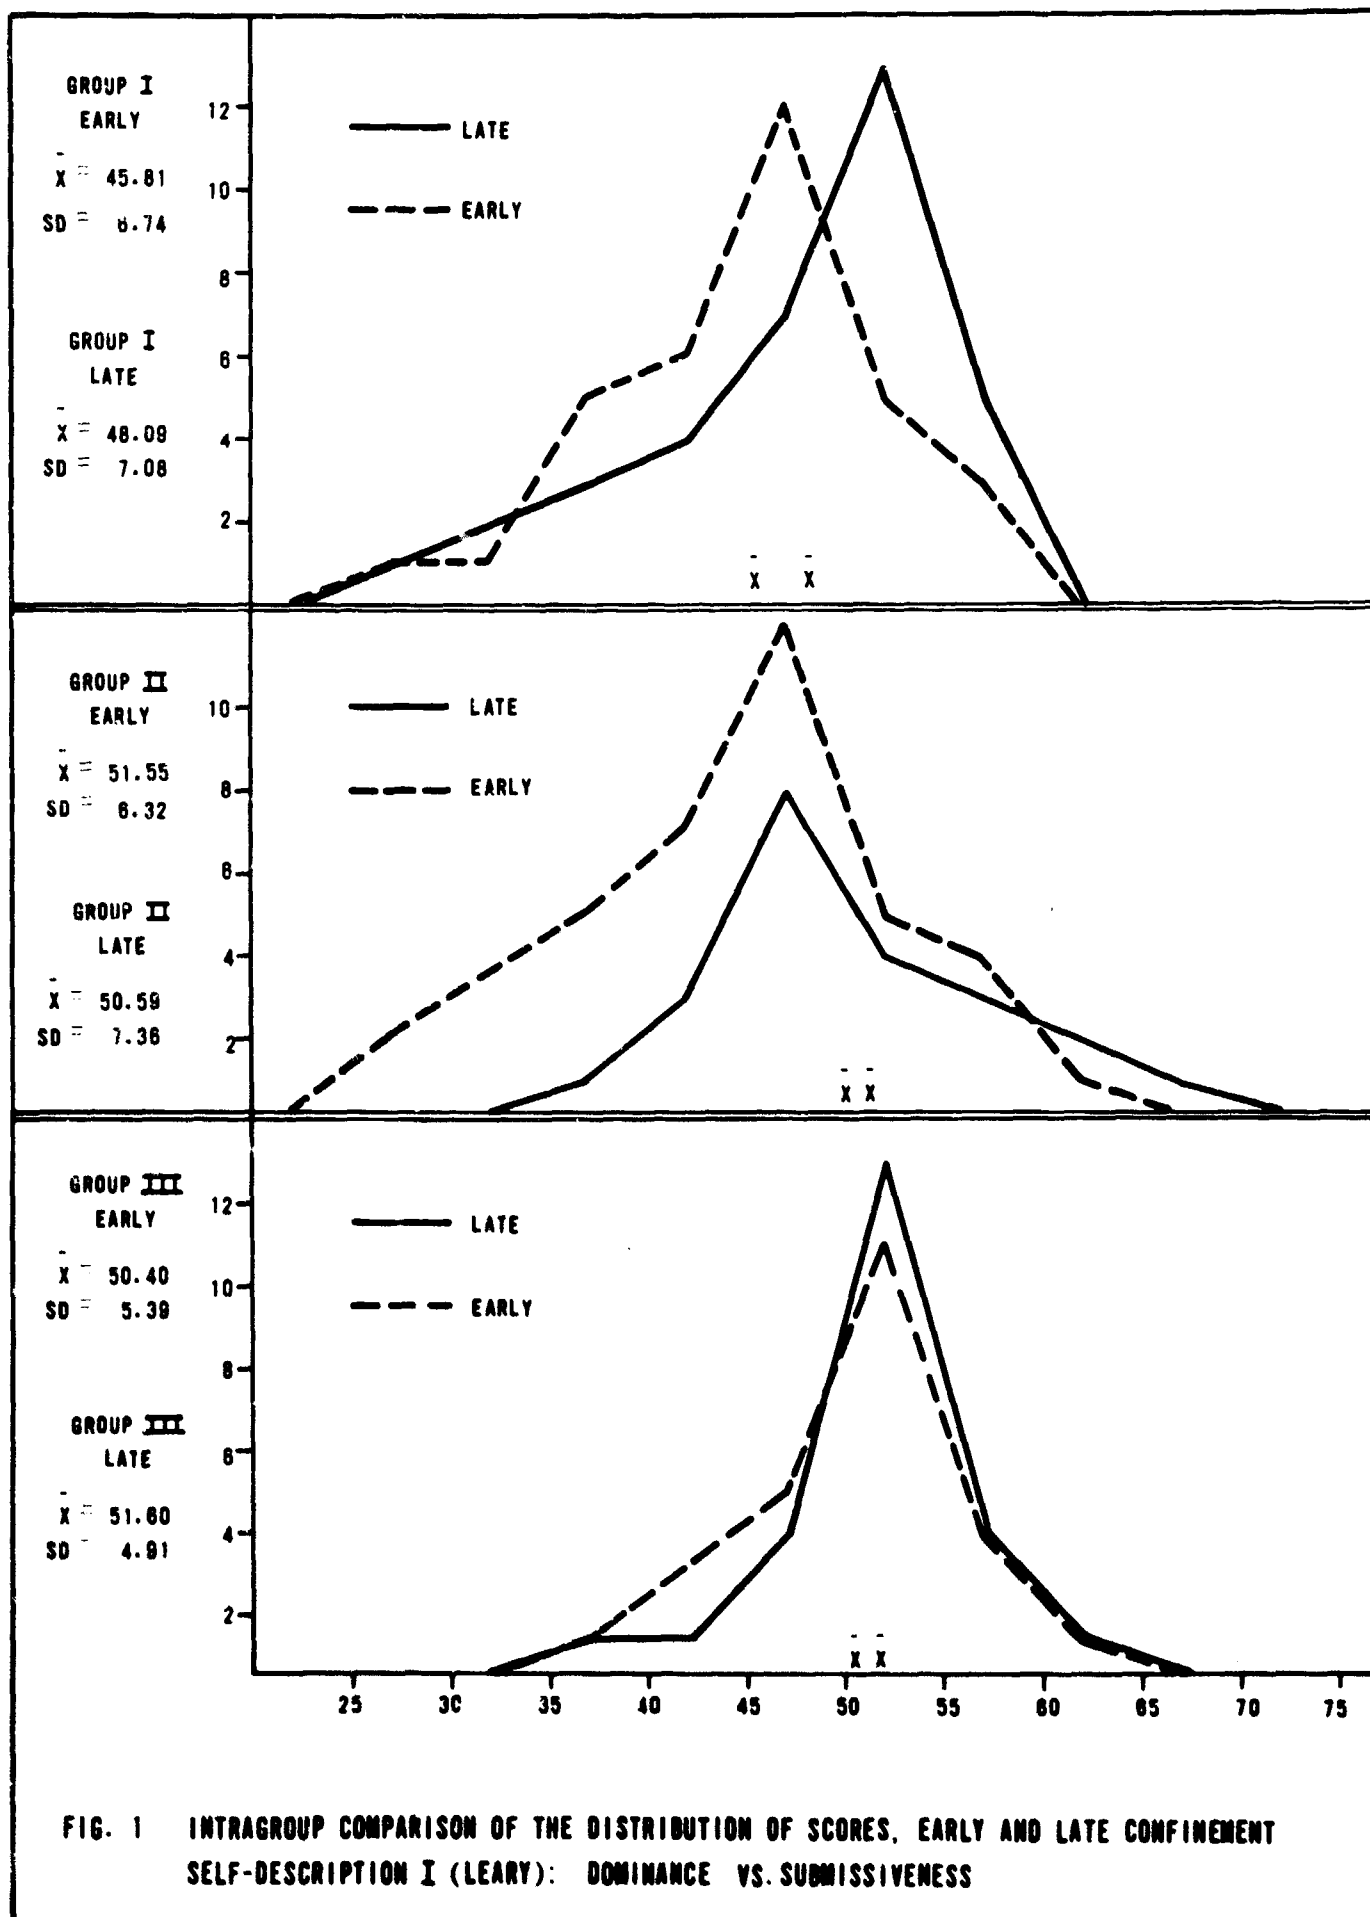 GROUP I
EARLY
X̄ = 45.81
SD = 6.74
GROUP I
LATE
X̄ = 48.09
SD = 7.08
12
10
8
6
4
2
LATE
EARLY
X̄ X̄
GROUP II
EARLY
X̄ = 51.55
SD = 6.32
GROUP II
LATE
X̄ = 50.59
SD = 7.36
10
8
6
4
2
LATE
EARLY
X̄ X̄
GROUP III
EARLY
X̄ = 50.40
SD = 5.39
GROUP III
LATE
X̄ = 51.60
SD = 4.91
12
10
8
6
4
2
LATE
EARLY
X̄ X̄
25 30 35 40 45 50 55 60 65 70 75
FIG. 1 INTRAGROUP COMPARISON OF THE DISTRIBUTION OF SCORES, EARLY AND LATE CONFINEMENT
SELF-DESCRIPTION I (LEARY): DOMINANCE VS. SUBMISSIVENESS